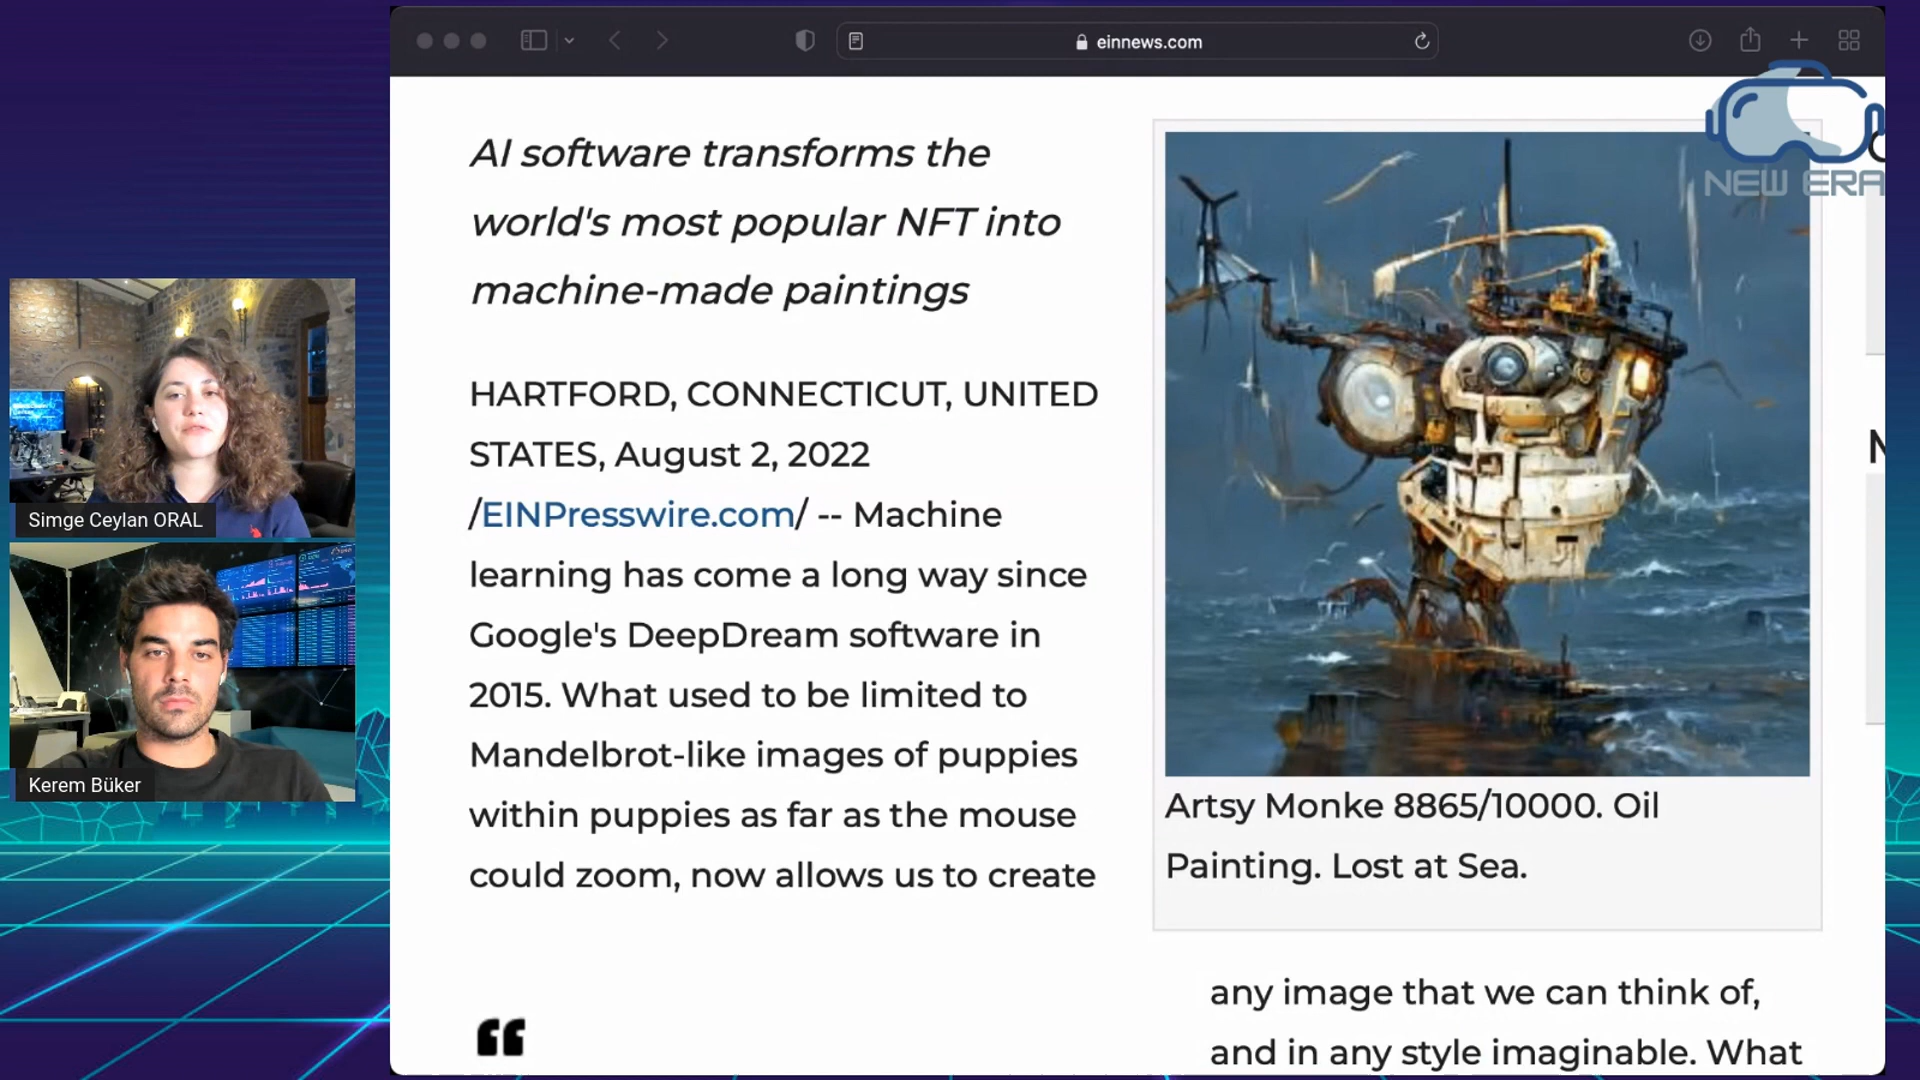 einnews.com
NEW ERA
AI software transforms the
world's most popular NFT into
machine-made paintings
HARTFORD, CONNECTICUT, UNITED
STATES, August 2, 2022
/EINPresswire.com/ -- Machine
learning has come a long way since
Google's DeepDream software in
2015. What used to be limited to
Mandelbrot-like images of puppies
within puppies as far as the mouse
could zoom, now allows us to create
“
Artsy Monke 8865/10000. Oil
Painting. Lost at Sea.
any image that we can think of,
and in any style imaginable. What
Simge Ceylan ORAL
Kerem Büker